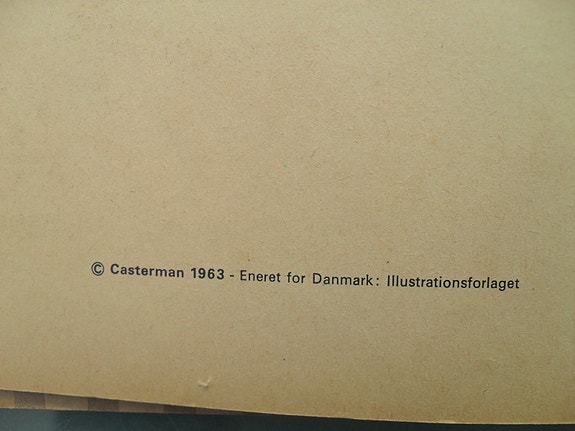 © Casterman 1963 - Eneret for Danmark: Illustrationsforlaget